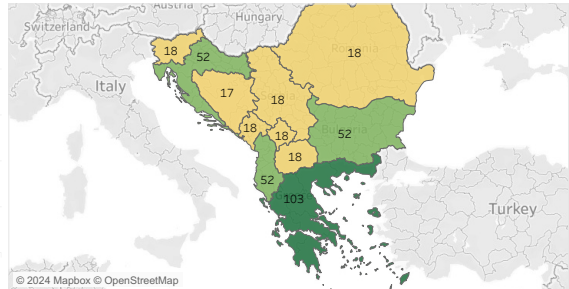 Austria
Switzerland
Hungary
18
52
Romania
18
Italy
17
18
18
18
Bulgaria
52
18
52
103
Turkey
© 2024 Mapbox © OpenStreetMap